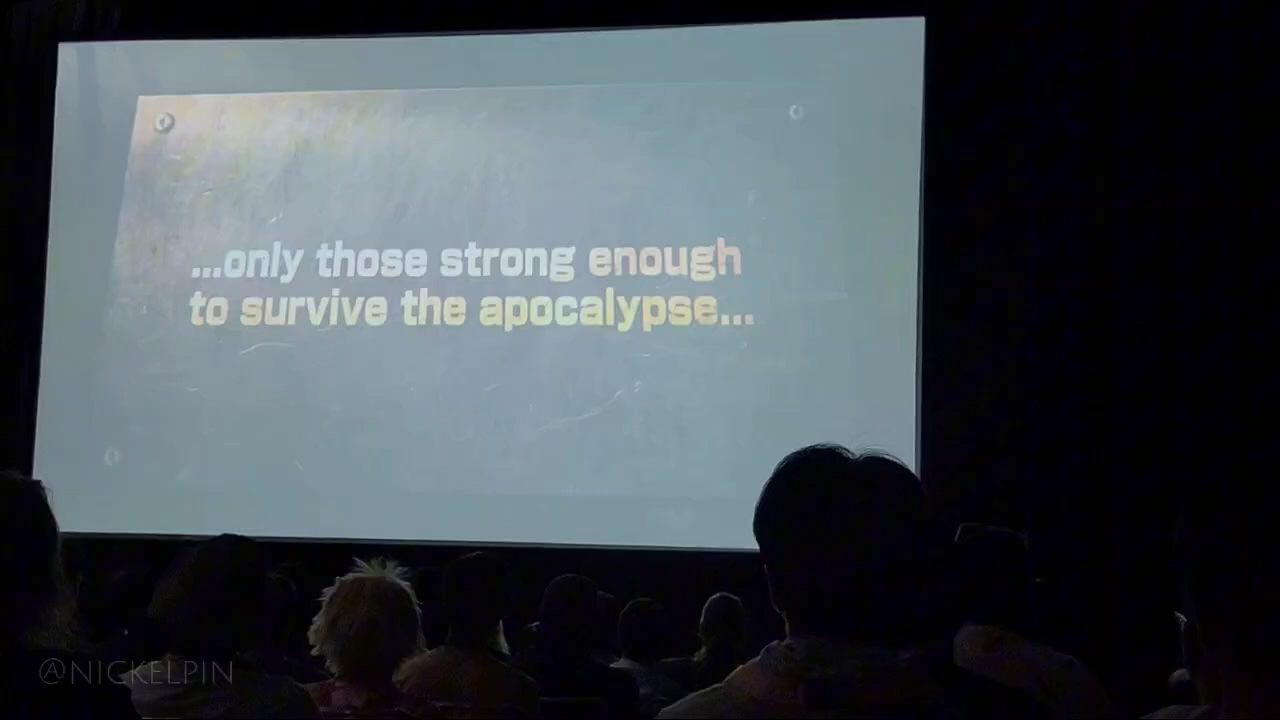 ...only those strong enough
to survive the apocalypse...
@NICKELPIN